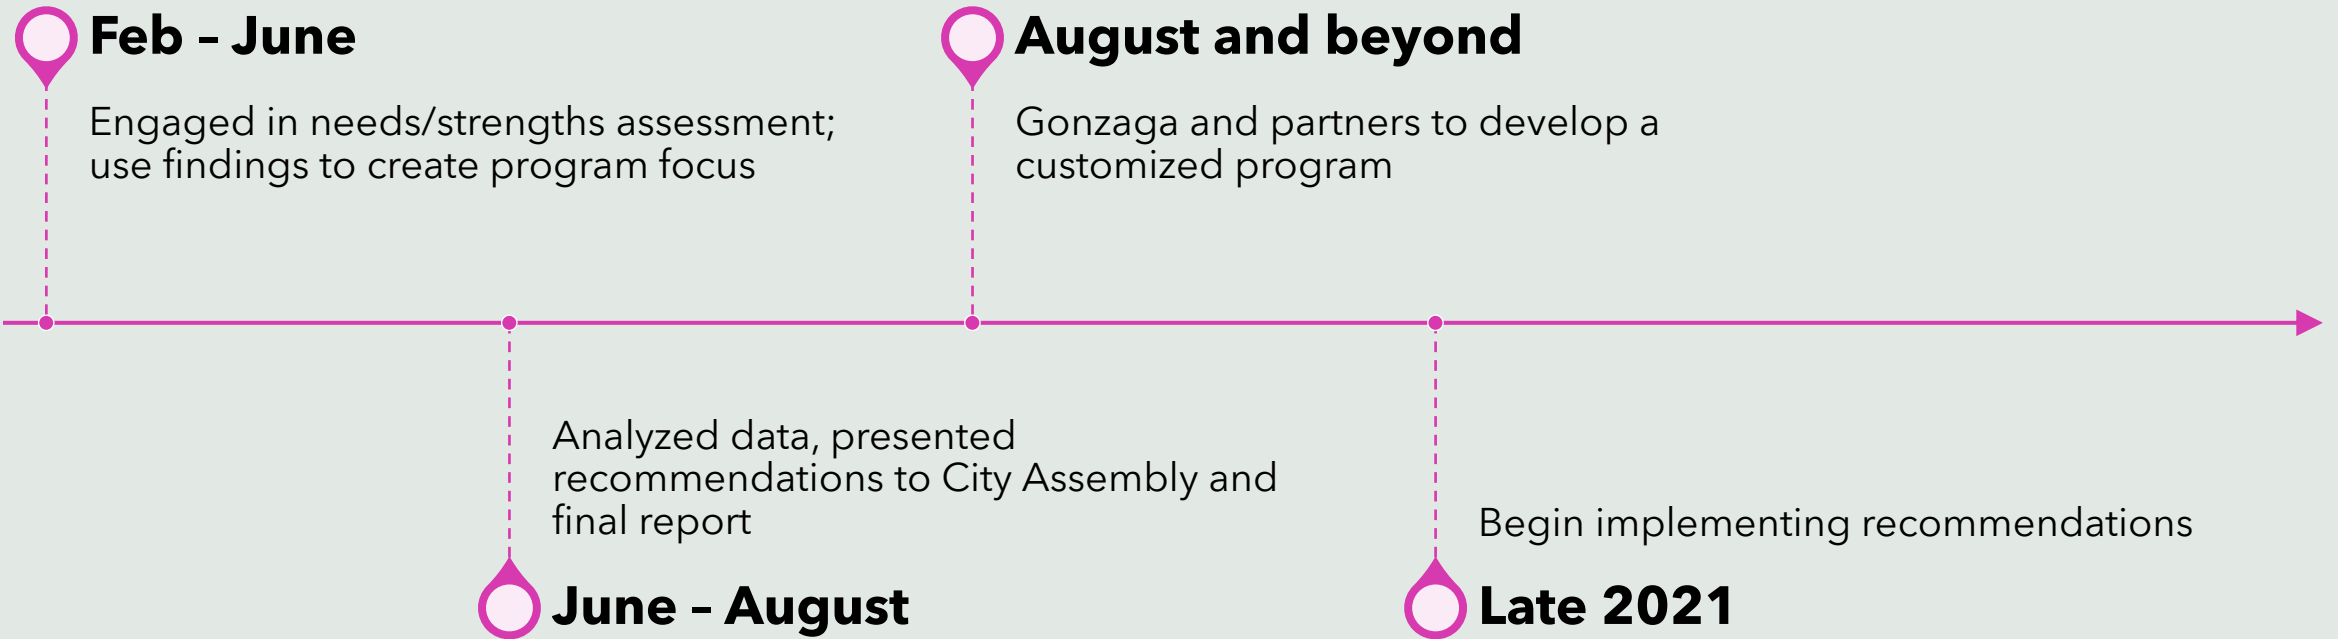 Feb – June
Engaged in needs/strengths assessment;
use findings to create program focus
August and beyond
Gonzaga and partners to develop a
customized program
Analyzed data, presented
recommendations to City Assembly and
final report
June – August
Begin implementing recommendations
Late 2021